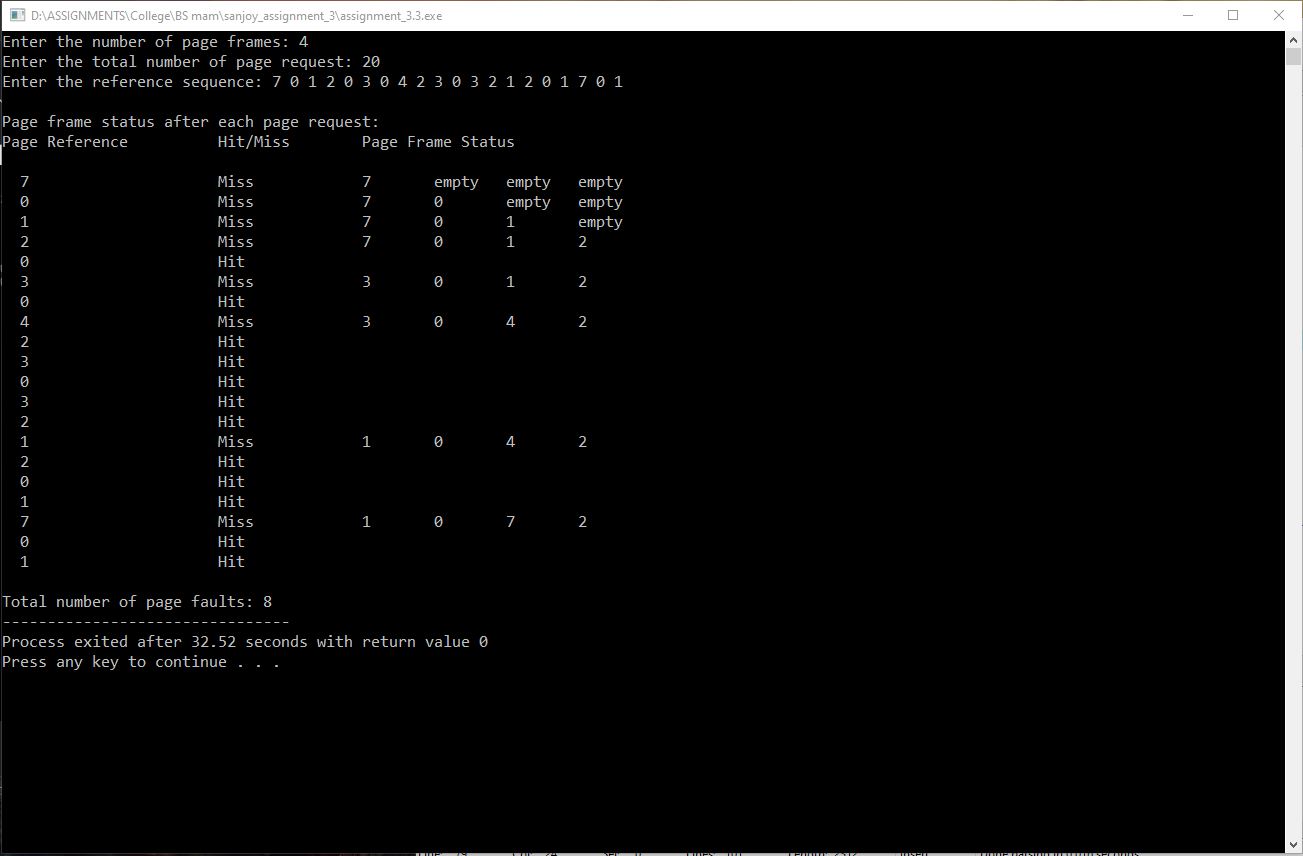 D:\ASSIGNMENTS\College\BS mam\sanjoy_assignment_3\assignment_3.3.exe
Enter the number of page frames: 4
Enter the total number of page request: 20
Enter the reference sequence: 7 0 1 2 0 3 0 4 2 3 0 3 2 1 2 0 1 7 0 1
Page frame status after each page request:
Page Reference Hit/Miss Page Frame Status
7 Miss 7 empty empty empty
0 Miss 7 0 empty empty
1 Miss 7 0 1 empty
2 Miss 7 0 1 2
0 Hit
3 Miss 3 0 1 2
0 Hit
4 Miss 3 0 4 2
2 Hit
3 Hit
0 Hit
3 Hit
2 Hit
1 Miss 1 0 4 2
2 Hit
0 Hit
1 Hit
7 Miss 1 0 7 2
0 Hit
1 Hit
Total number of page faults: 8
--------------------------------
Process exited after 32.52 seconds with return value 0
Press any key to continue . . .